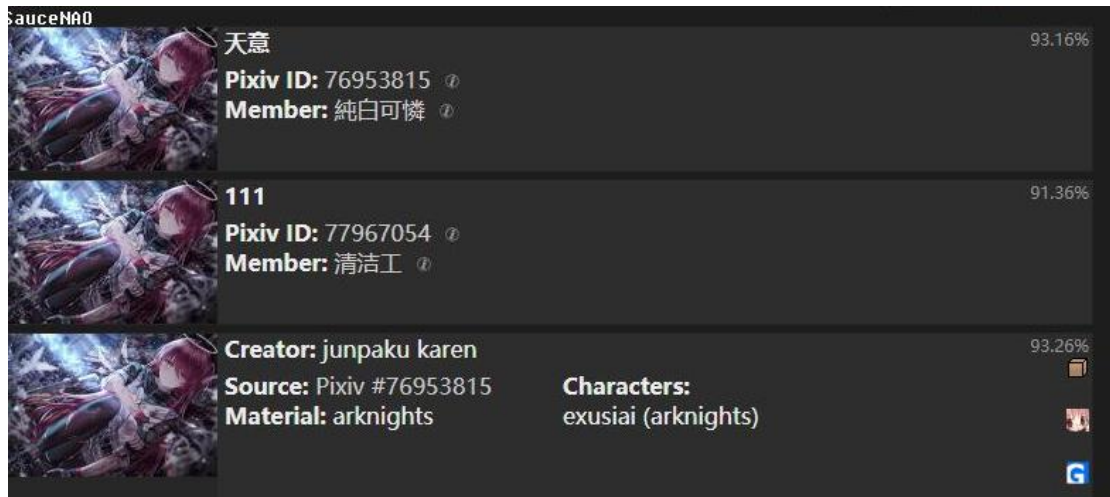 SauceNAO
天意
93.16%
Pixiv ID: 76953815
Member: 純白可憐
111
91.36%
Pixiv ID: 77967054
Member: 清洁工
Creator: junpaku karen
93.26%
Source: Pixiv #76953815
Characters:
Material: arknights
exusiai (arknights)
G